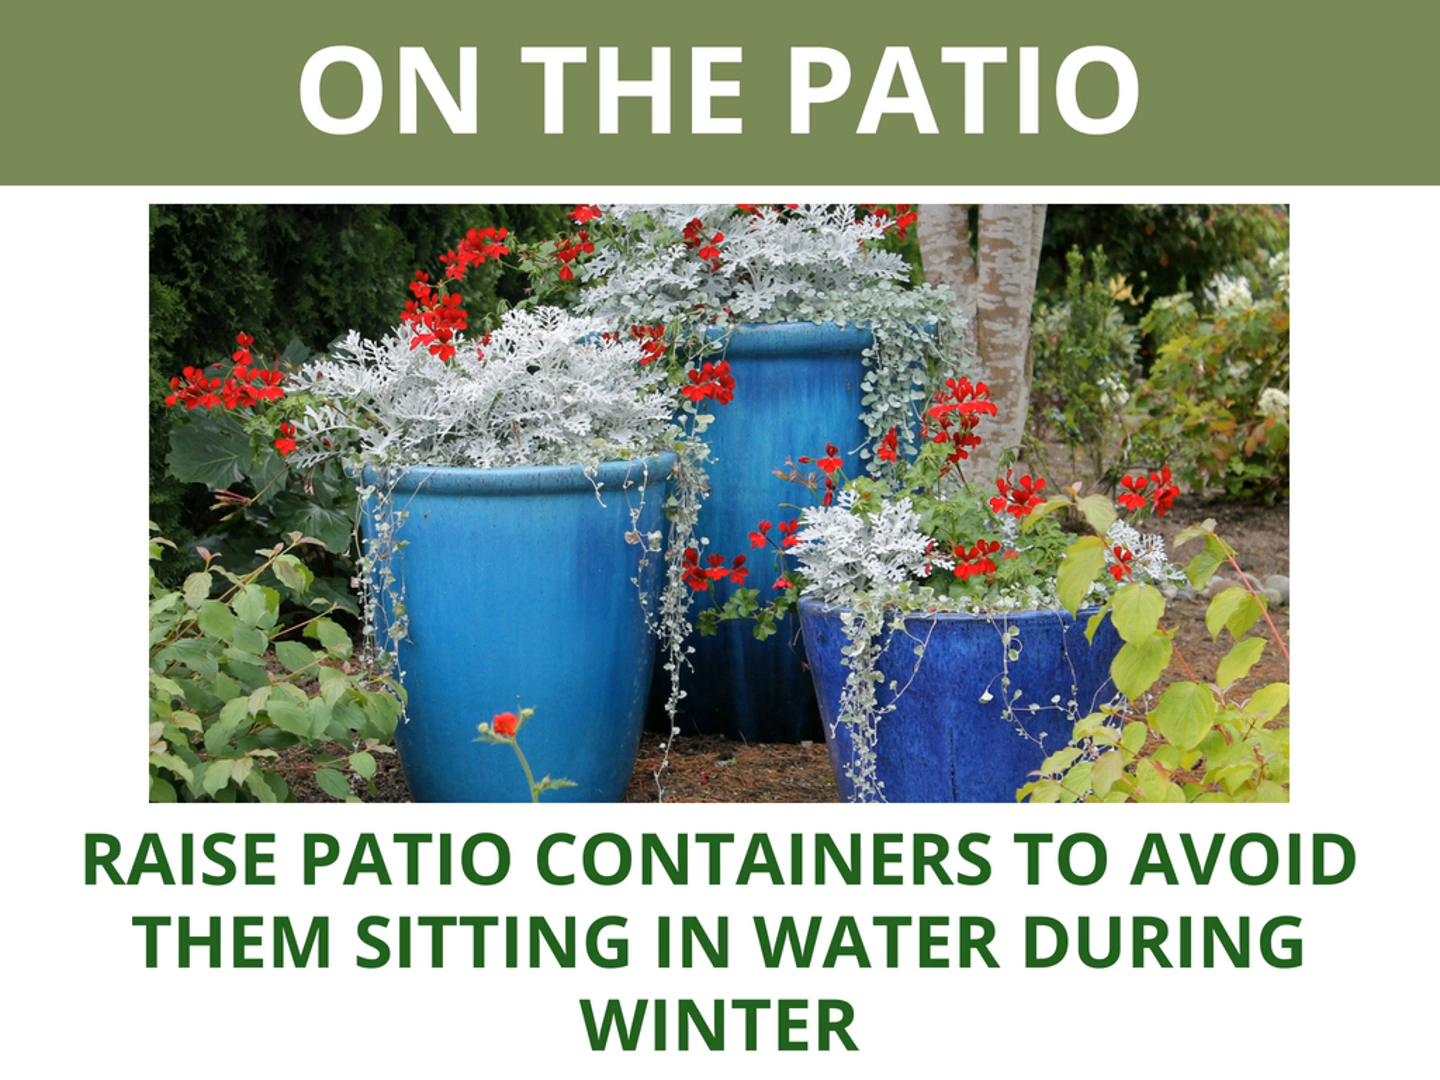 ON THE PATIO
RAISE PATIO CONTAINERS TO AVOID
THEM SITTING IN WATER DURING
WINTER